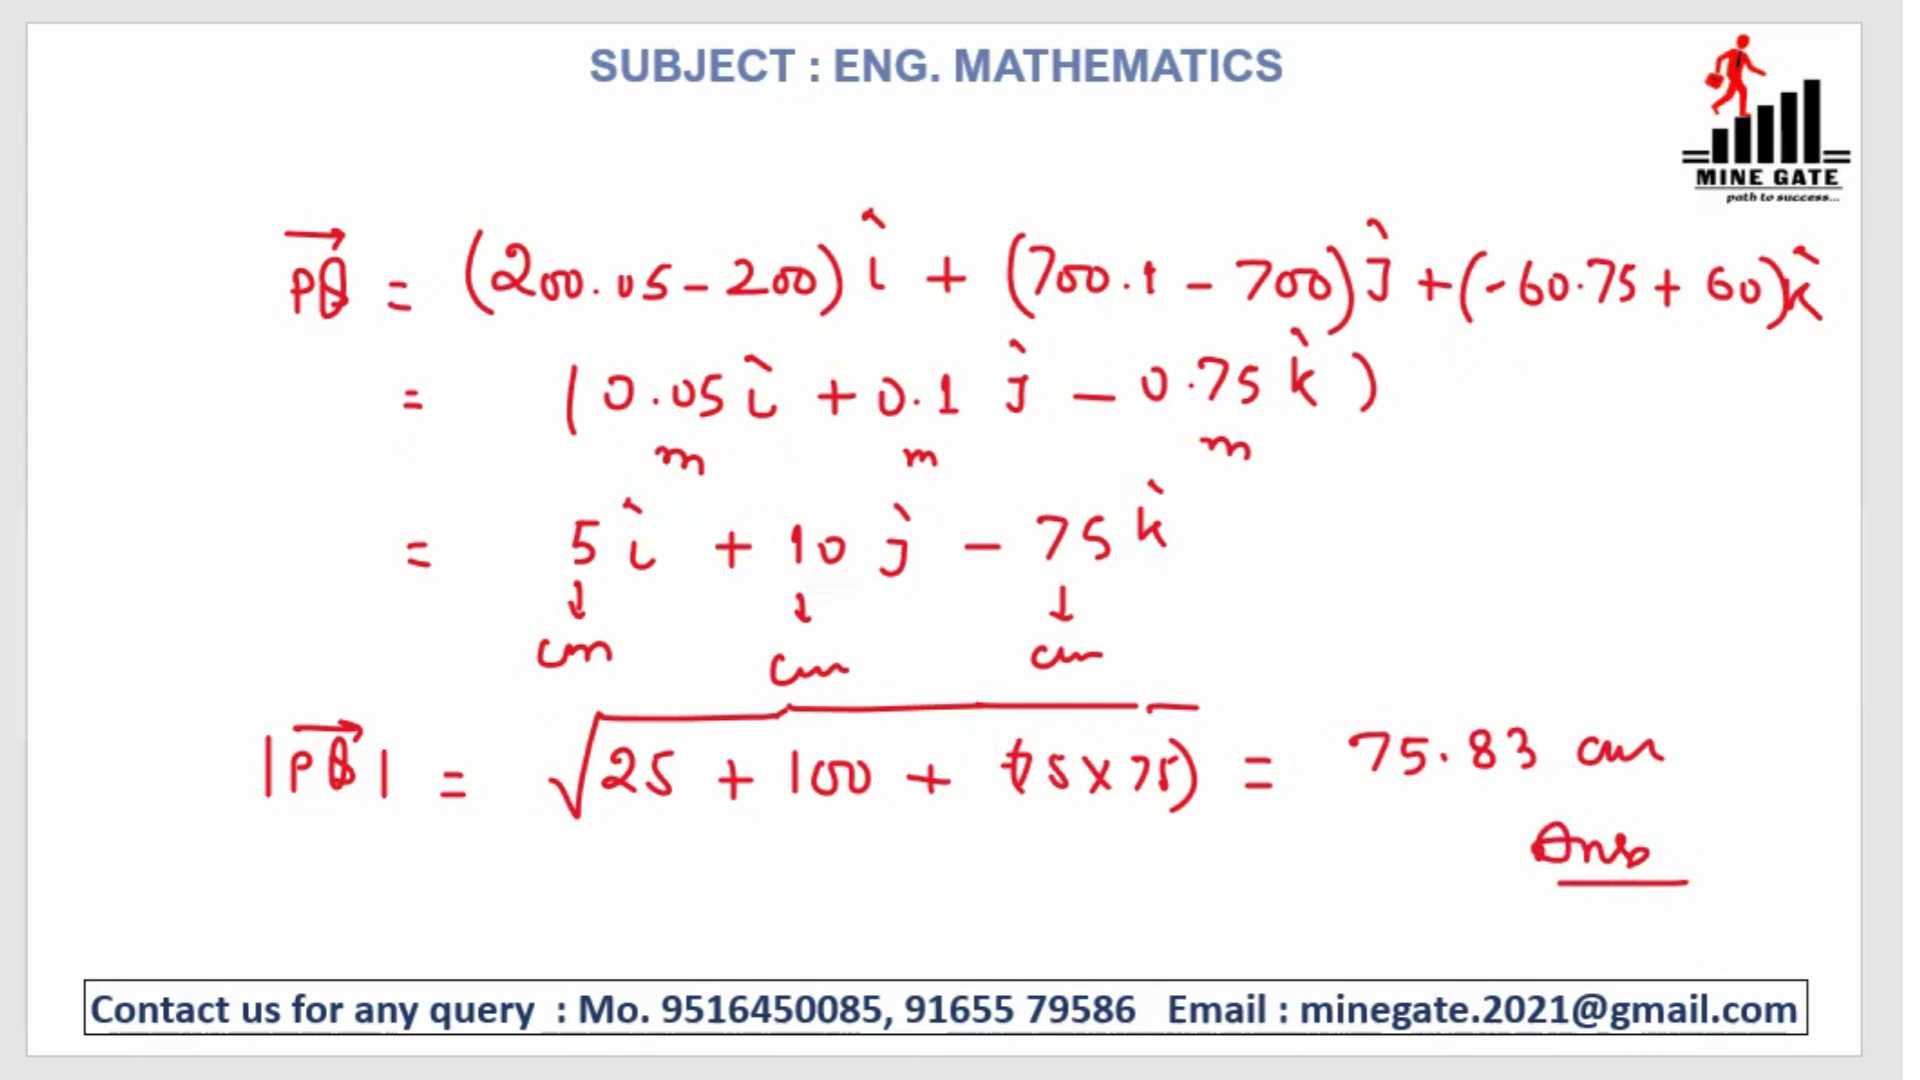 SUBJECT : ENG. MATHEMATICS
MINE GATE
path to success...
PQ = (200.05 - 200) î + (700.1 - 700) ĵ + (-60.75 + 60) k̂
= (0.05 î + 0.1 ĵ - 0.75 k̂)
m m m
= 5 î + 10 ĵ - 75 k̂
↓ ↓ ↓
cm cm cm
|PQ| = √25 + 100 + (75 × 75) = 75.83 cm
Ans
Contact us for any query : Mo. 9516450085, 91655 79586 Email : minegate.2021@gmail.com